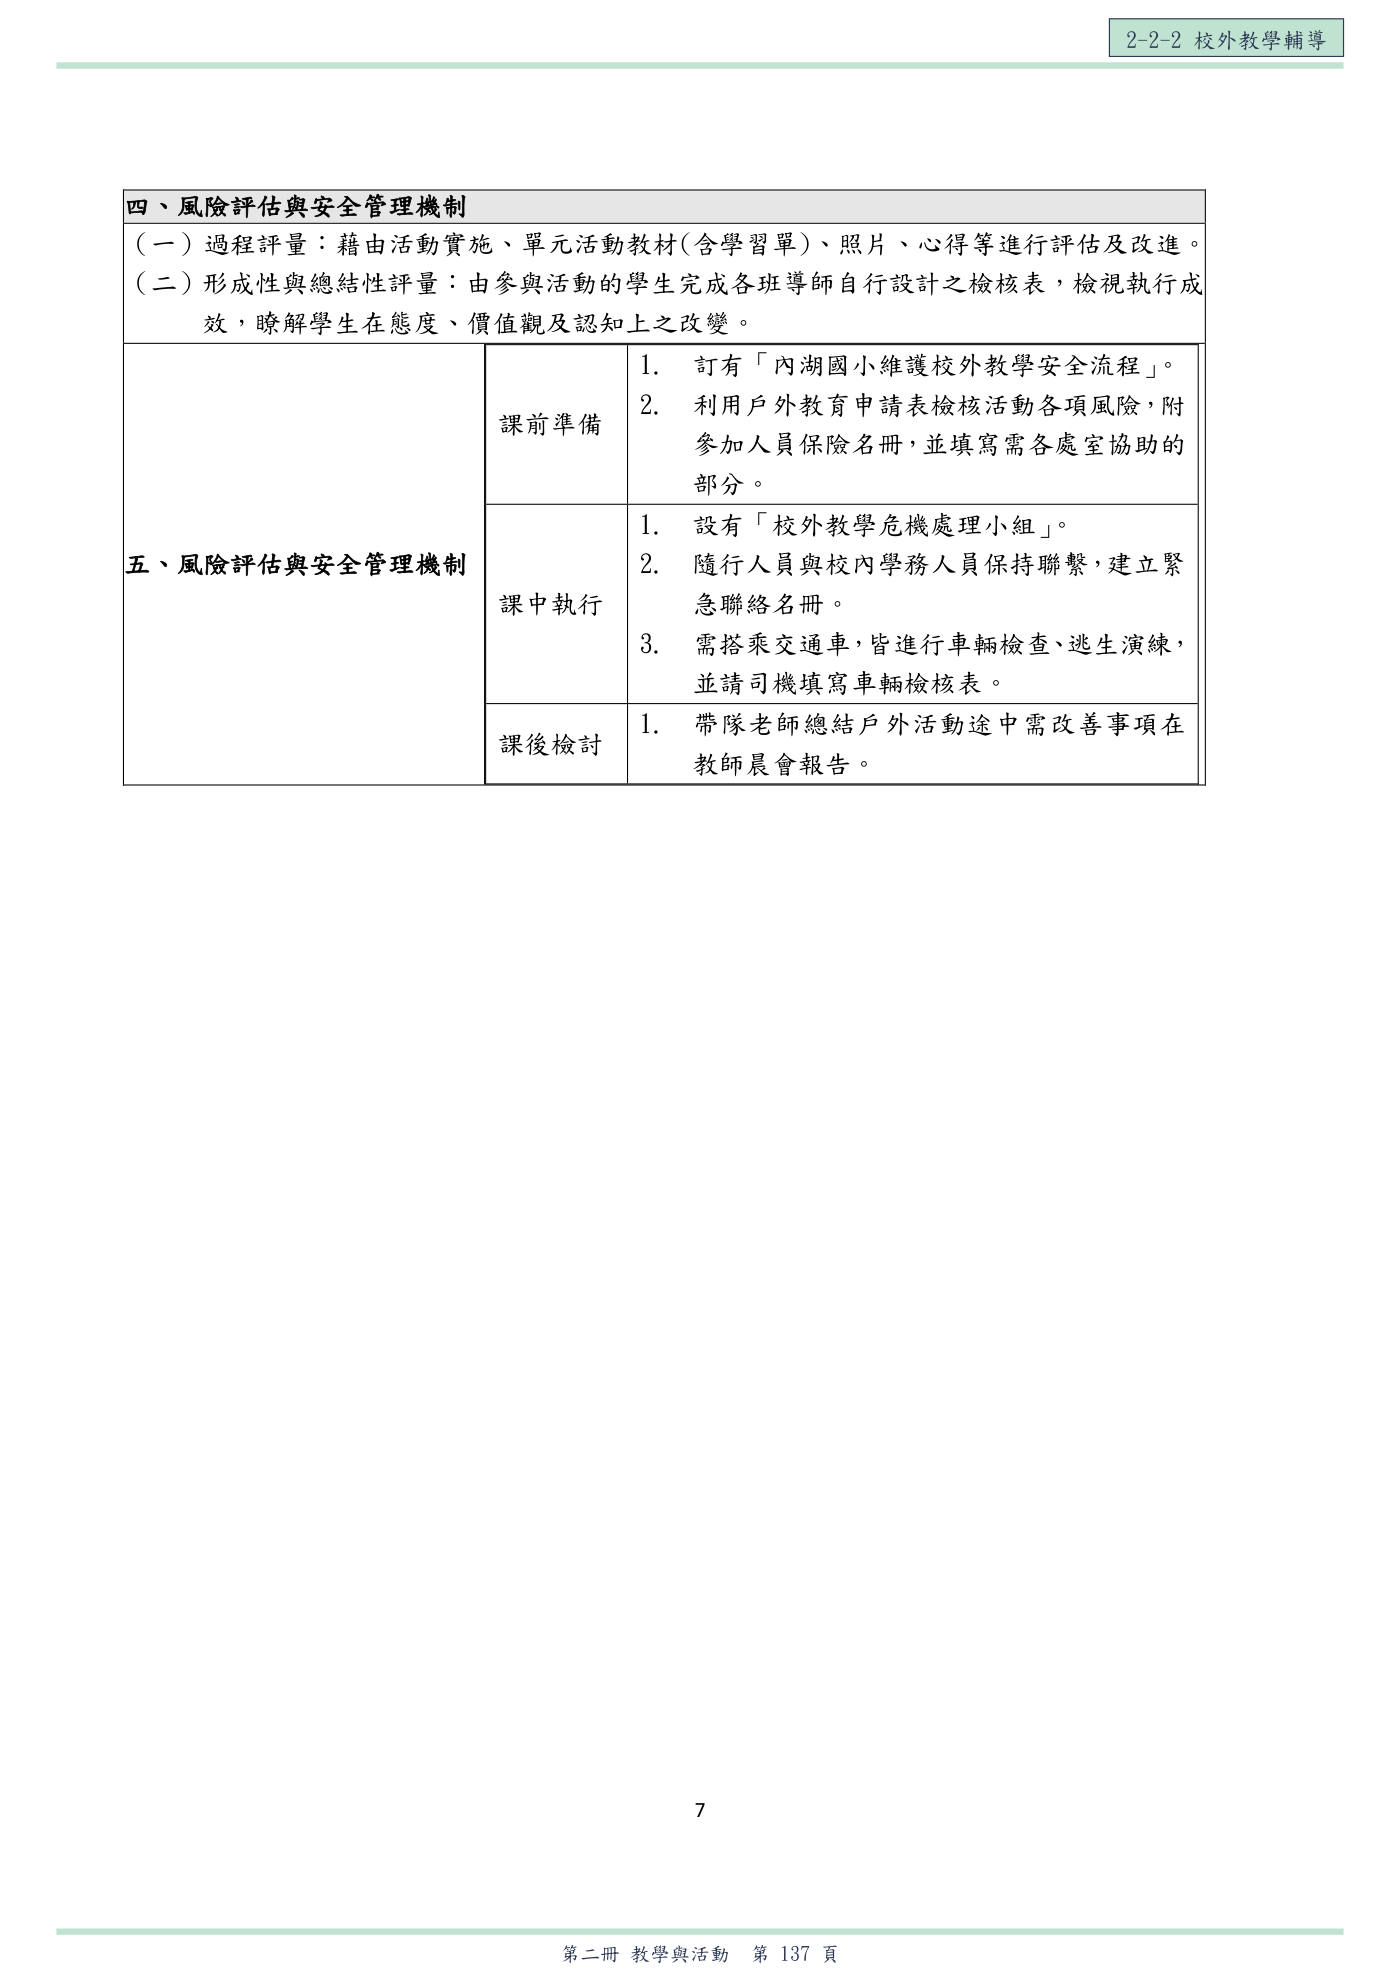 2-2-2 校外教學輔導
四、風險評估與安全管理機制
（一）過程評量：藉由活動實施、單元活動教材(含學習單)、照片、心得等進行評估及改進。
（二）形成性與總結性評量：由參與活動的學生完成各班導師自行設計之檢核表，檢視執行成
效，瞭解學生在態度、價值觀及認知上之改變。
五、風險評估與安全管理機制
課前準備
1. 訂有「內湖國小維護校外教學安全流程」。
2. 利用戶外教育申請表檢核活動各項風險，附
參加人員保險名冊，並填寫需各處室協助的
部分。
課中執行
1. 設有「校外教學危機處理小組」。
2. 隨行人員與校內學務人員保持聯繫，建立緊
急聯絡名冊。
3. 需搭乘交通車，皆進行車輛檢查、逃生演練，
並請司機填寫車輛檢核表。
課後檢討
1. 帶隊老師總結戶外活動途中需改善事項在
教師晨會報告。
7
第二冊 教學與活動 第 137 頁